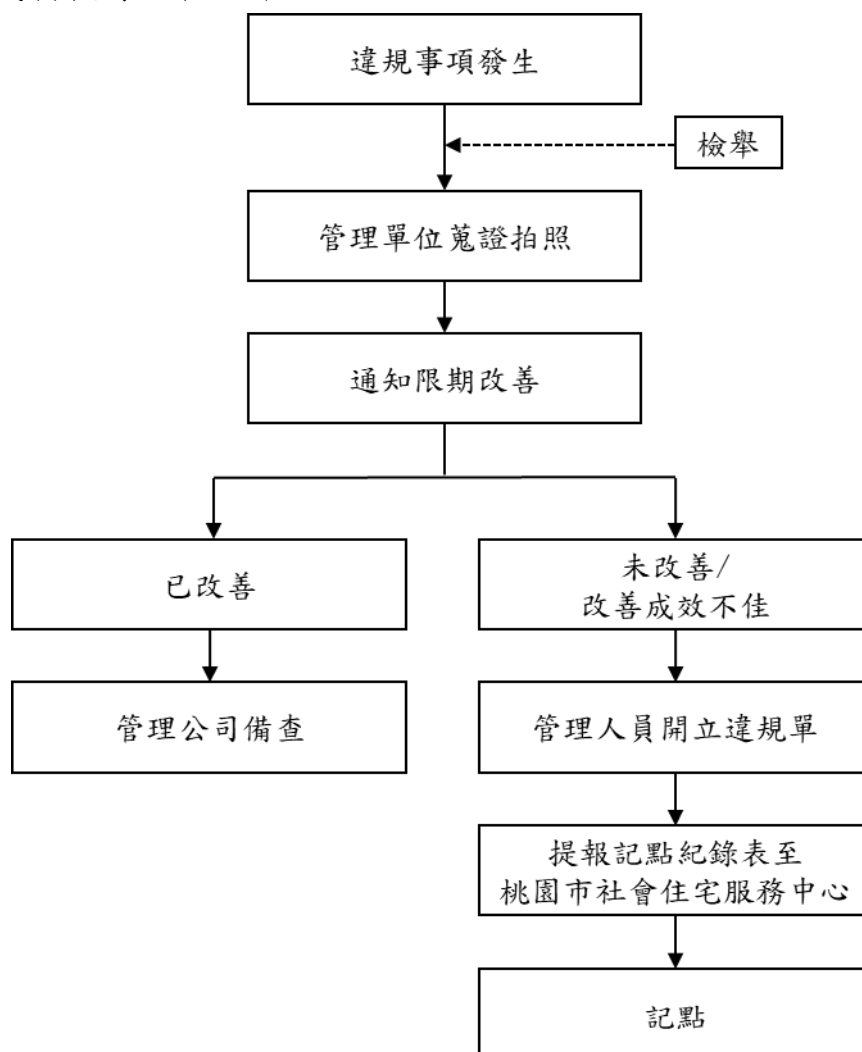 違規事項發生
檢舉
管理單位蒐證拍照
通知限期改善
已改善
未改善/
改善成效不佳
管理公司備查
管理人員開立違規單
提報記點紀錄表至
桃園市社會住宅服務中心
記點